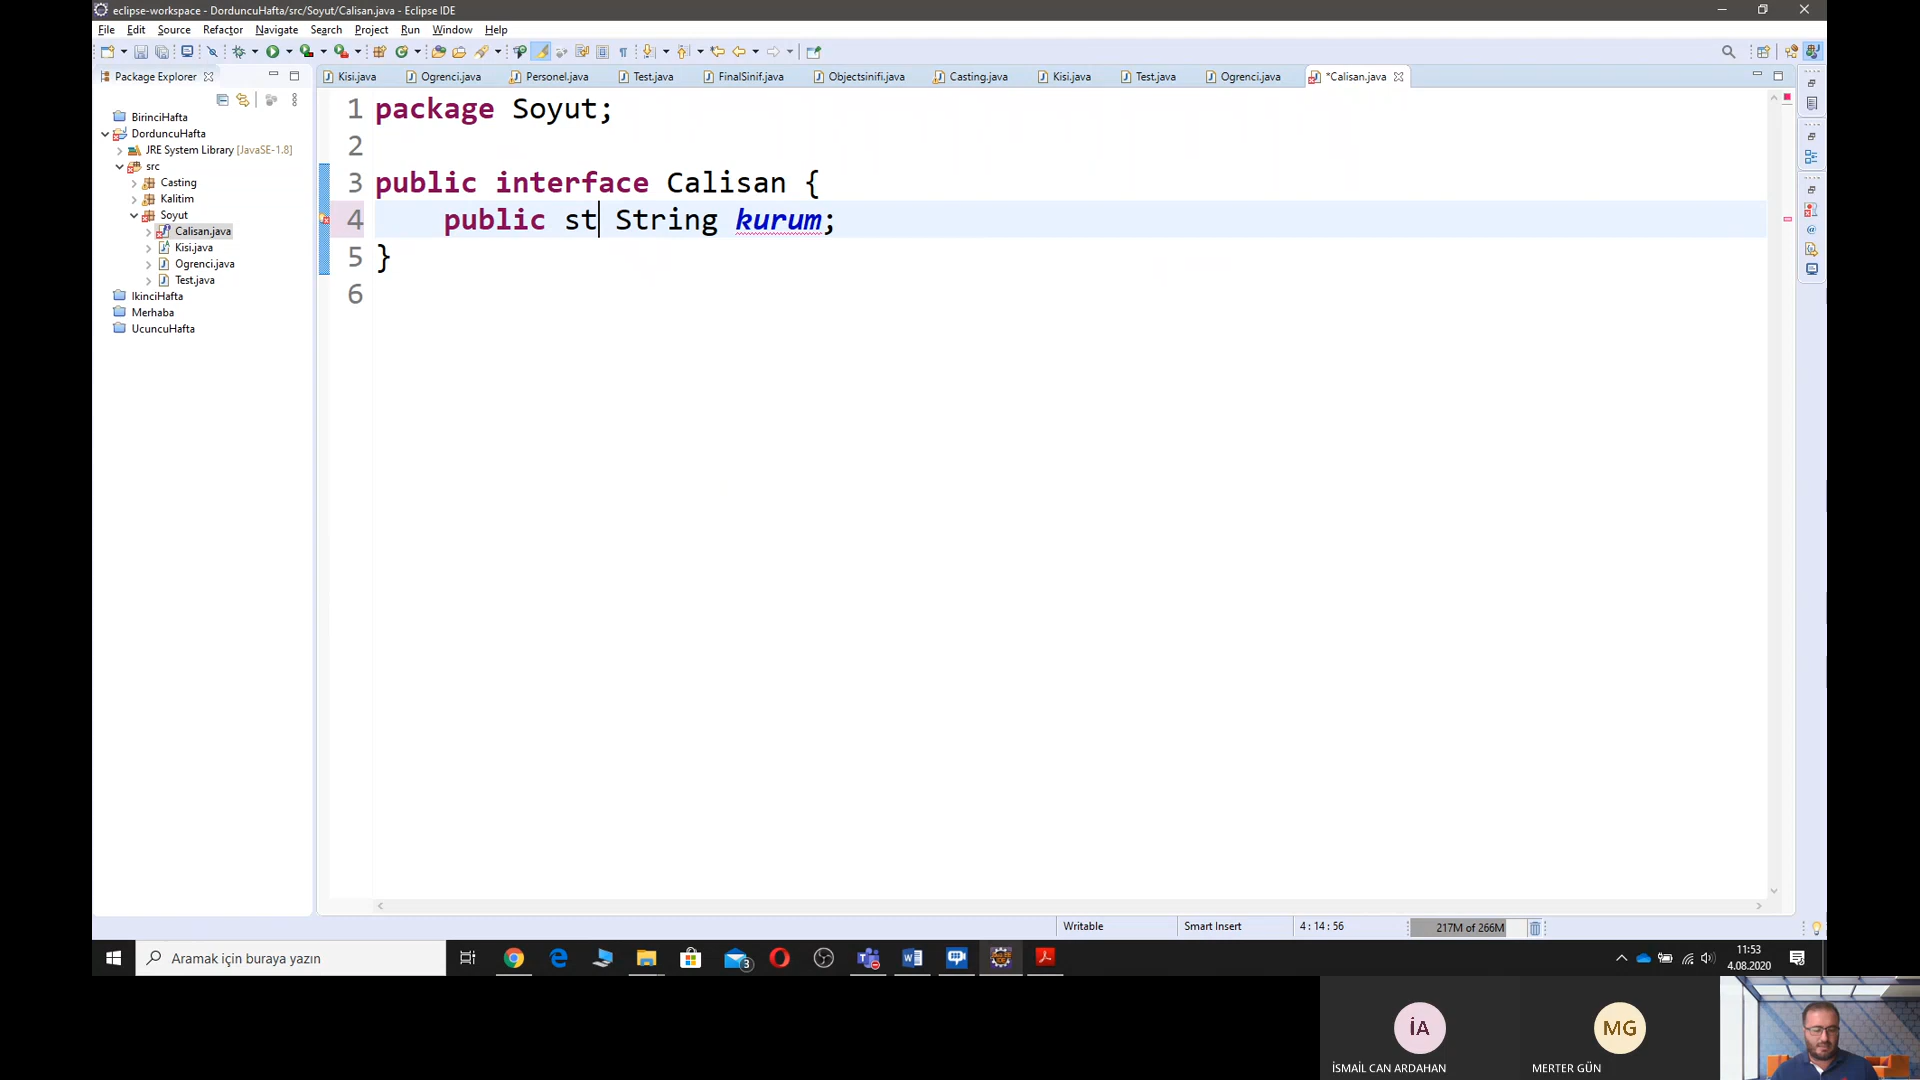 eclipse-workspace - DorduncuHafta/src/Soyut/Calisan.java - Eclipse IDE
File Edit Source Refactor Navigate Search Project Run Window Help
Package Explorer
Kisi.java Ogrenci.java Personel.java Test.java FinalSinif.java Objectsinifi.java Casting.java Kisi.java Test.java Ogrenci.java *Calisan.java
BirinciHafta
DorduncuHafta
JRE System Library [JavaSE-1.8]
src
Casting
Kalitim
Soyut
Calisan.java
Kisi.java
Ogrenci.java
Test.java
IkinciHafta
Merhaba
UcuncuHafta
1 package Soyut;
2
3 public interface Calisan {
4 public st String kurum;
5 }
6
Writable Smart Insert 4 : 14 : 56 217M of 266M
Aramak için buraya yazın
3
11:53
4.08.2020
İA
İSMAİL CAN ARDAHAN
MG
MERTER GÜN